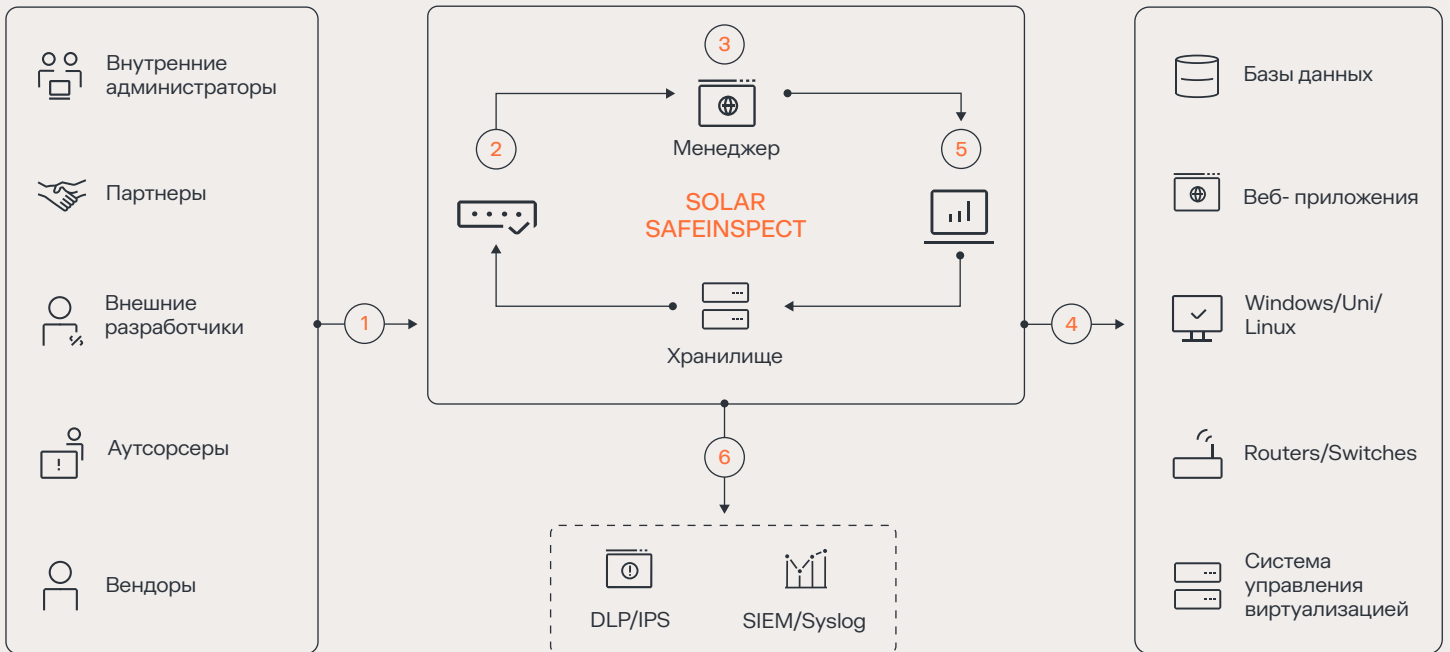 Внутренние
администраторы
Партнеры
Внешние
разработчики
Аутсорсеры
!
Вендоры
1
2
3
Менеджер
5
SOLAR
SAFEINSPECT
Хранилище
4
6
DLP/IPS
SIEM/Syslog
Базы данных
Веб- приложения
Windows/Uni/
Linux
Routers/Switches
Система
управления
виртуализацией